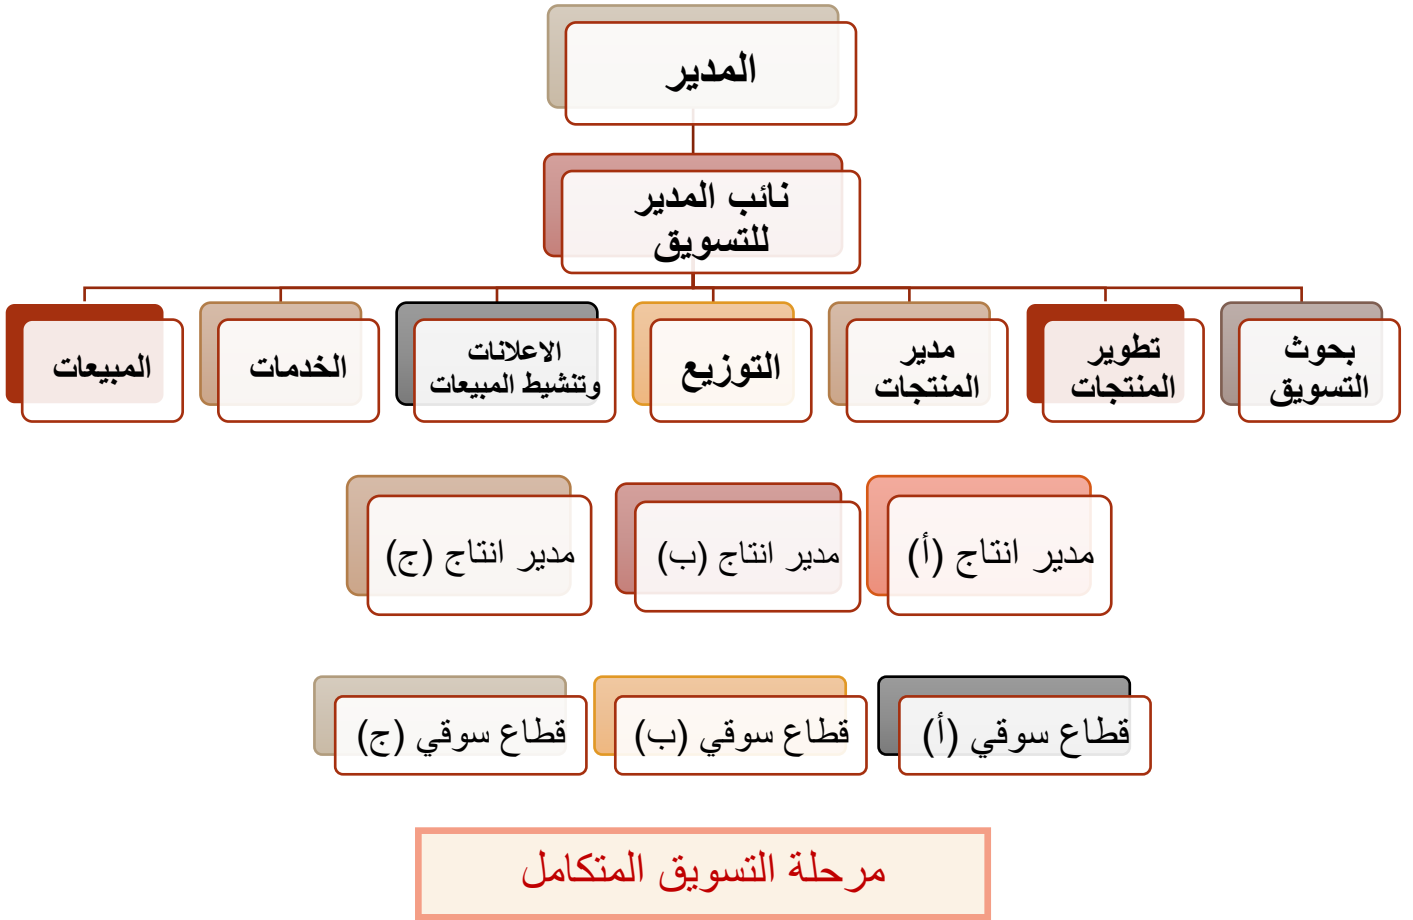 المدير
نائب المدير
للتسويق
بحوث
التسويق
تطوير
المنتجات
مدير
المنتجات
التوزيع
الاعلانات
وتنشيط المبيعات
الخدمات
المبيعات
مدير انتاج (أ)
مدير انتاج (ب)
مدير انتاج (ج)
قطاع سوقي (أ)
قطاع سوقي (ب)
قطاع سوقي (ج)
مرحلة التسويق المتكامل